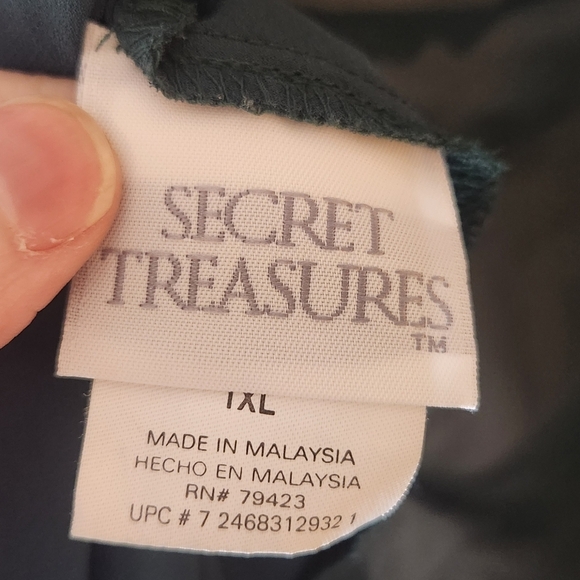 SECRET
TREASURES
TM
1XL
MADE IN MALAYSIA
HECHO EN MALAYSIA
RN# 79423
UPC # 7 2468312932 1